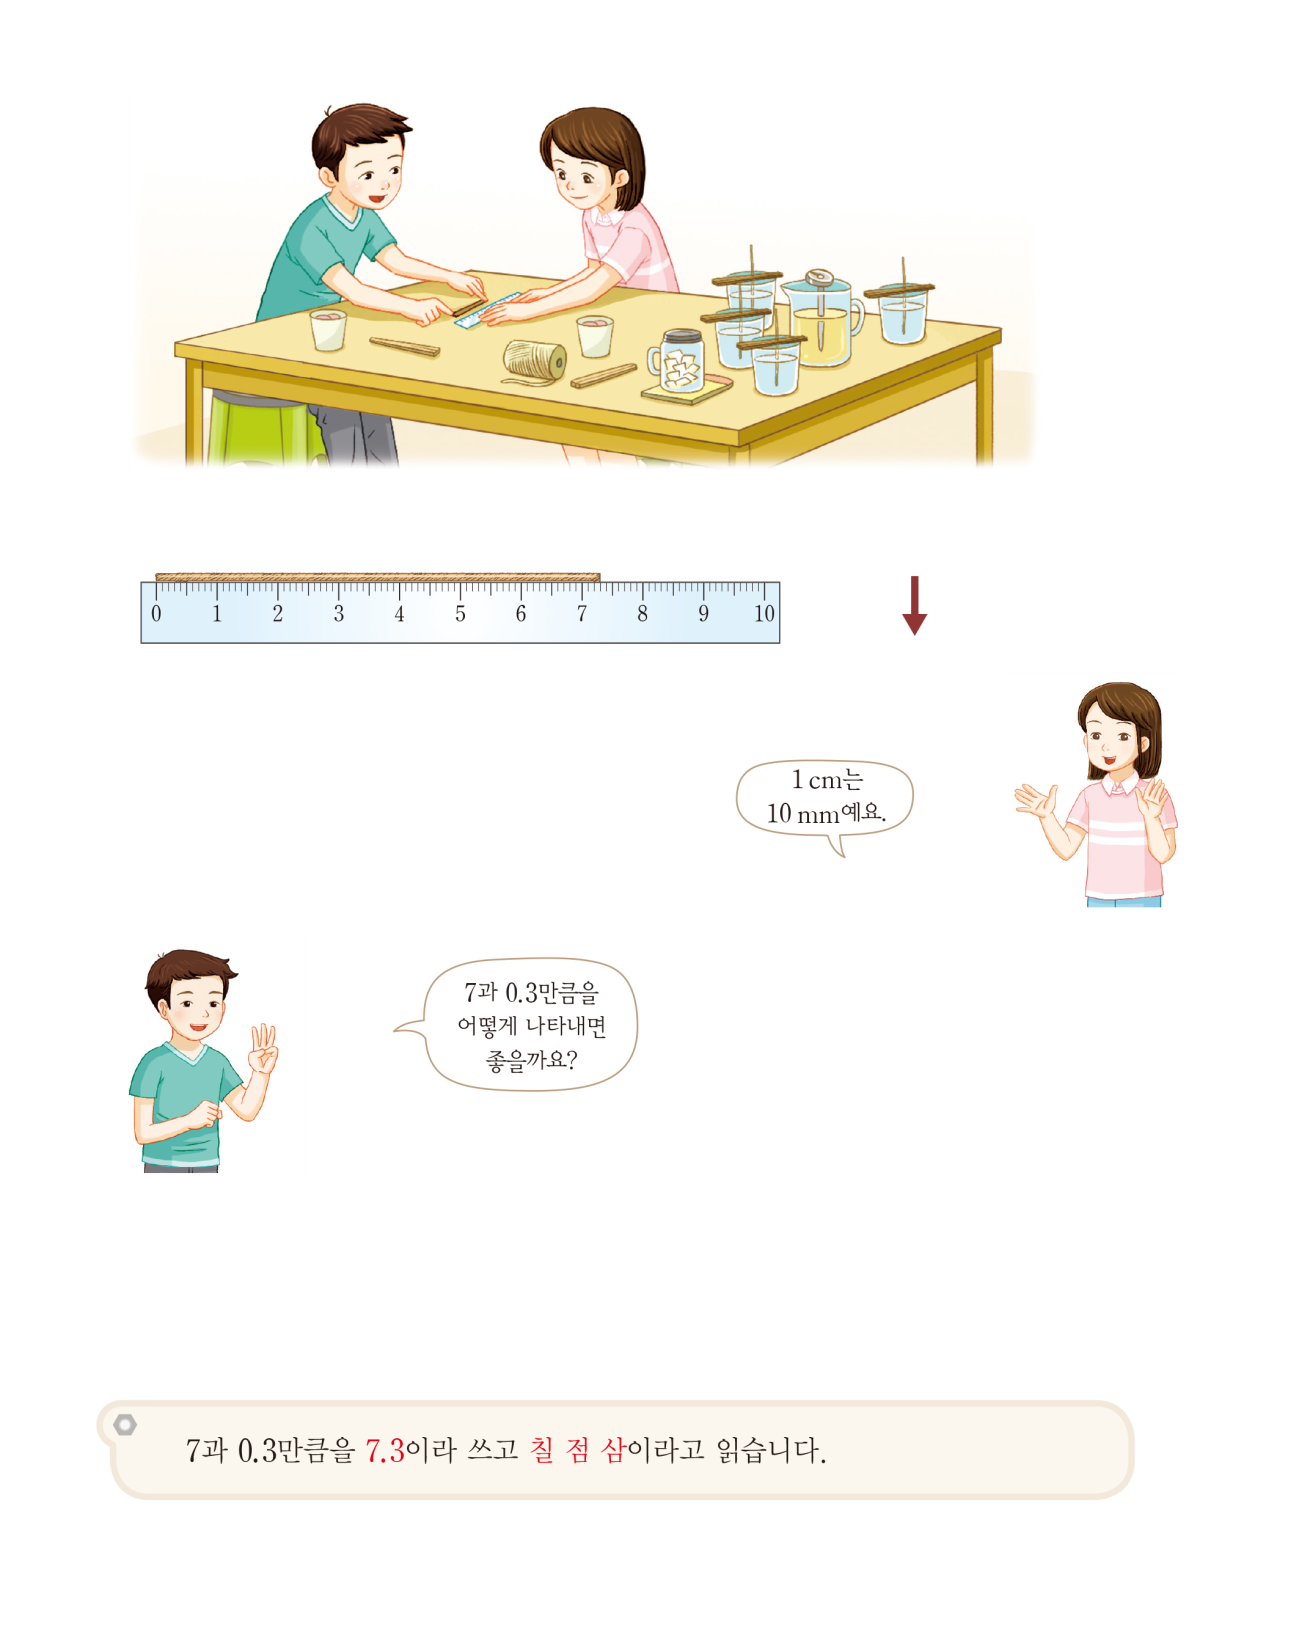 0 1 2 3 4 5 6 7 8 9 10
1 cm는
10 mm예요.
7과 0.3만큼을
어떻게 나타내면
좋을까요?
7과 0.3만큼을 7.3이라 쓰고 칠 점 삼이라고 읽습니다.